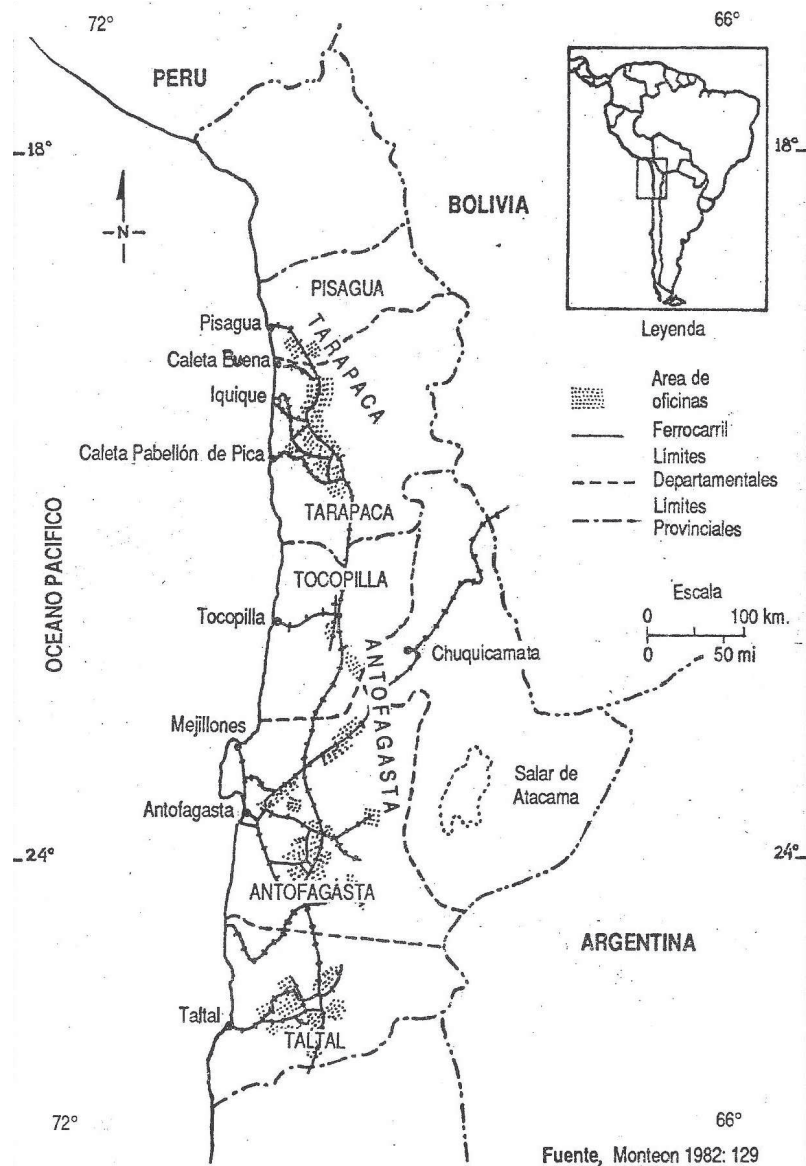 72°
66°
PERU
18°
18°
N
BOLIVIA
PISAGUA
Pisagua
TARAPACA
Caleta Buena
Iquique
Caleta Pabellón de Pica
TARAPACA
OCEANO PACIFICO
TOCOPILLA
Tocopilla
Chuquicamata
ANTOFAGASTA
Mejillones
Salar de
Atacama
Antofagasta
24°
24°
ANTOFAGASTA
ARGENTINA
Taltal
TALTAL
72°
66°
Leyenda
Area de
oficinas
Ferrocarril
Límites
Departamentales
Límites
Provinciales
Escala
0 100 km.
0 50 mi
Fuente, Monteon 1982: 129